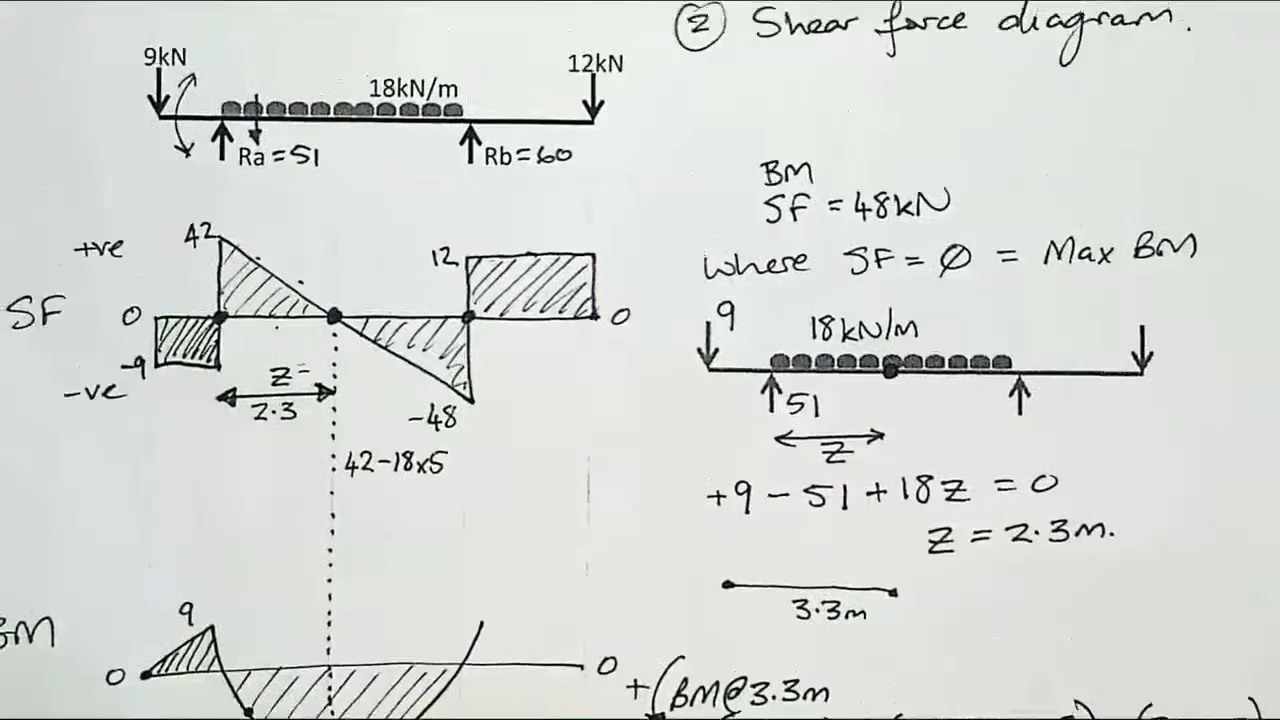 ② Shear force diagram.
9kN
12kN
18kN/m
Ra = 51
Rb = 60
BM
SF = 48kN
where SF = Ø = Max BM
42
+ve
12
SF
0
0
-9
-ve
Z =
2.3
-48
42 - 18x5
9
18kN/m
51
Z
+9 - 51 + 18Z = 0
Z = 2.3m.
3.3m
9
BM
0
0
+(BM@3.3m